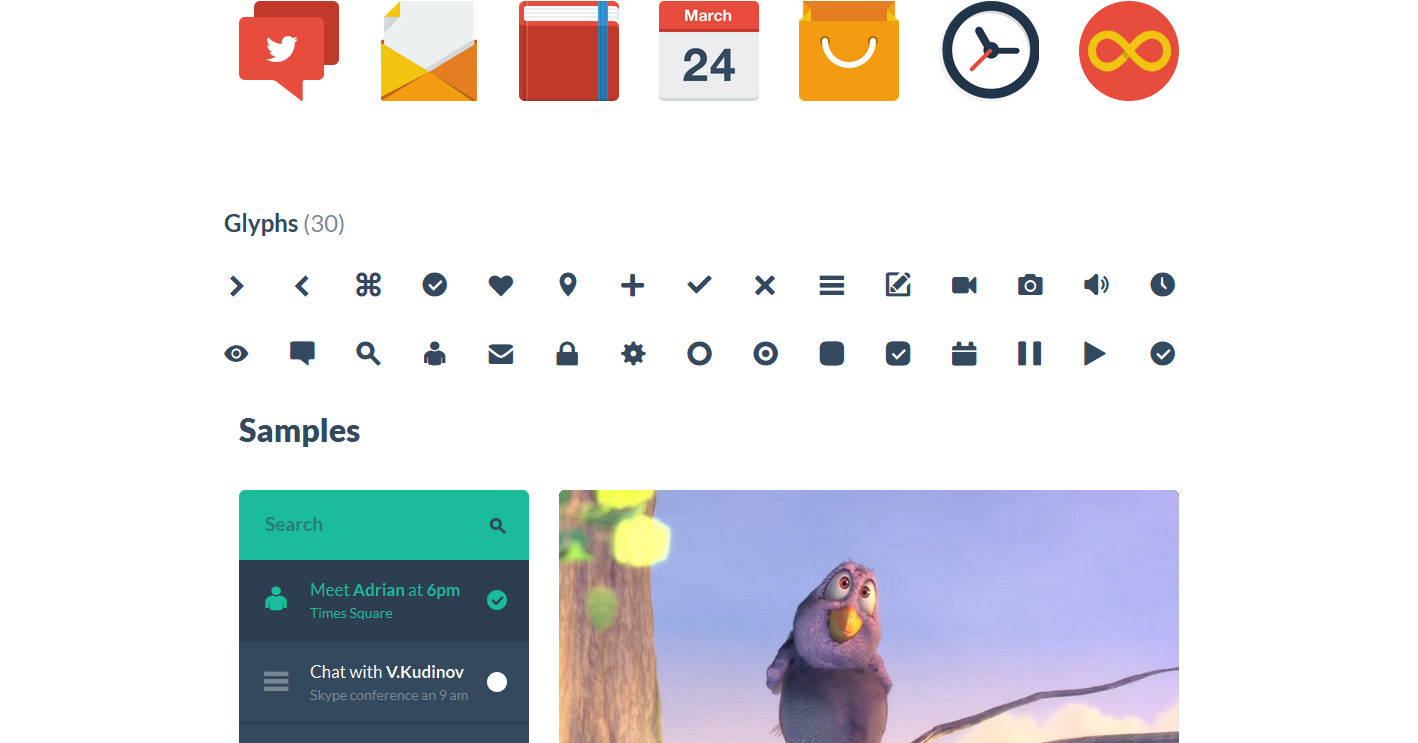 March
24
Glyphs (30)
Samples
Search
Meet Adrian at 6pm
Times Square
Chat with V.Kudinov
Skype conference an 9 am